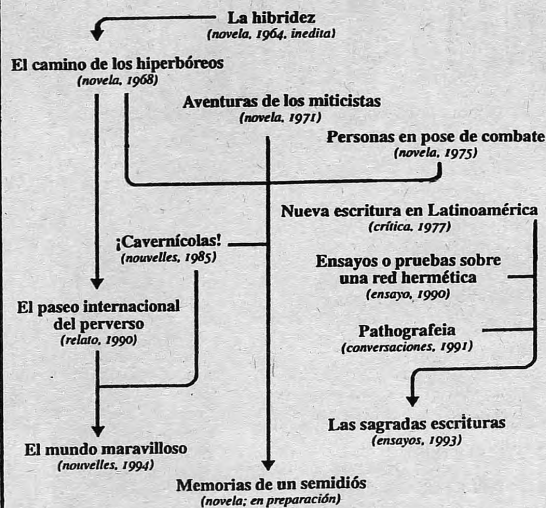 La hibridez
(novela, 1964. inedita)
El camino de los hiperbóreos
(novela, 1968)
Aventuras de los miticistas
(novela, 1971)
Personas en pose de combate
(novela, 1975)
Nueva escritura en Latinoamérica
(crítica, 1977)
¡Cavernícolas!
(nouvelles, 1985)
Ensayos o pruebas sobre
una red hermética
(ensayo, 1990)
El paseo internacional
del perverso
(relato, 1990)
Pathografeia
(conversaciones, 1991)
Las sagradas escrituras
(ensayos, 1993)
El mundo maravilloso
(nouvelles, 1994)
Memorias de un semidiós
(novela; en preparación)